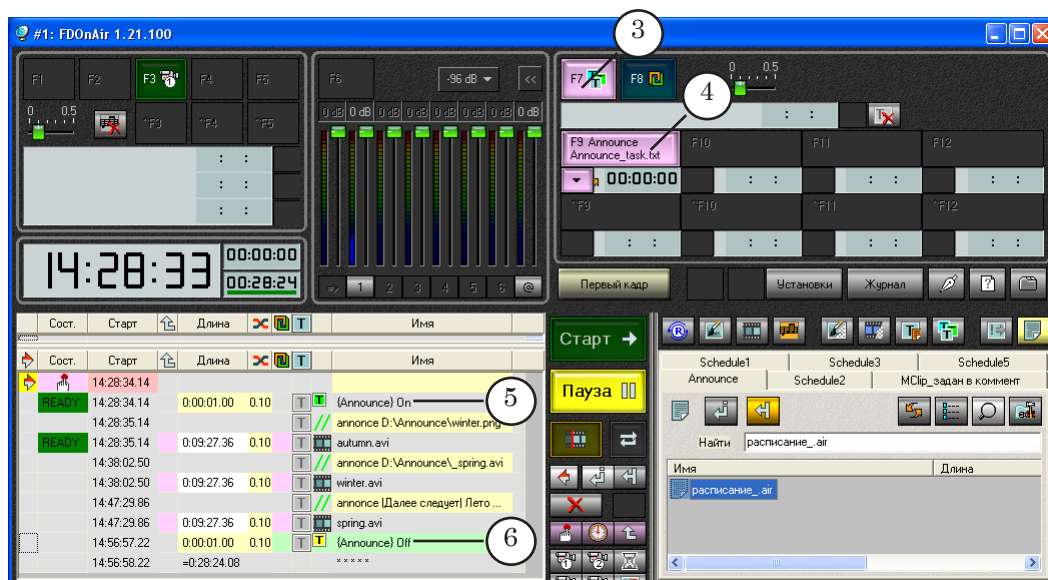 #1: FDOnAir 1.21.100
3
F1 F2 F3 1 F4 F5
0 0.5
^F3 ^F4 ^F5
: :
: :
: :
F6 -96 dB <<
0 dB 0 dB 0 dB 0 dB 0 dB 0 dB 0 dB 0 dB
=> 1 2 3 4 5 6 @
F7 T F8
0 0.5
4
: : T
F9 Announce F10 F11 F12
Announce_task.txt
00:00:00 : : : : : :
^F9 ^F10 ^F11 ^F12
: : : : : : : :
14:28:33 00:00:00
00:28:24
Первый кадр Установки Журнал ?
Сост. Старт Длина T Имя
Сост. Старт Длина T Имя
14:28:34.14
READY 14:28:34.14 0:00:01.00 0.10 T T {Announce} On 5
14:28:35.14 // annonce D:\Announce\winter.png
READY 14:28:35.14 0:09:27.36 0.10 T autumn.avi
14:38:02.50 // annonce D:\Announce\_spring.avi
14:38:02.50 0:09:27.36 0.10 T winter.avi
14:47:29.86 // annonce |Далее следует| Лето ...
14:47:29.86 0:09:27.36 0.10 T spring.avi
14:56:57.22 0:00:01.00 0.10 T T {Announce} Off 6
14:56:58.22 =0:28:24.08 * * * * *
Старт
Пауза
1 2
R
Schedule1 Schedule3 Schedule5
Announce Schedule2 MClip_задан в коммент
Найти расписание_.air
Имя Длина
расписание_.air